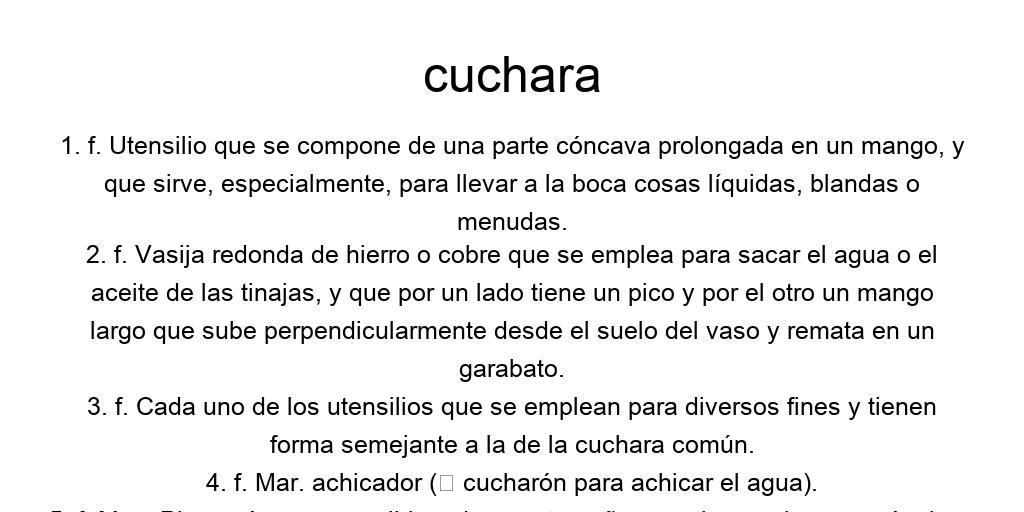 cuchara
1. f. Utensilio que se compone de una parte cóncava prolongada en un mango, y
que sirve, especialmente, para llevar a la boca cosas líquidas, blandas o
menudas.
2. f. Vasija redonda de hierro o cobre que se emplea para sacar el agua o el
aceite de las tinajas, y que por un lado tiene un pico y por el otro un mango
largo que sube perpendicularmente desde el suelo del vaso y remata en un
garabato.
3. f. Cada uno de los utensilios que se emplean para diversos fines y tienen
forma semejante a la de la cuchara común.
4. f. Mar. achicador (□ cucharón para achicar el agua).